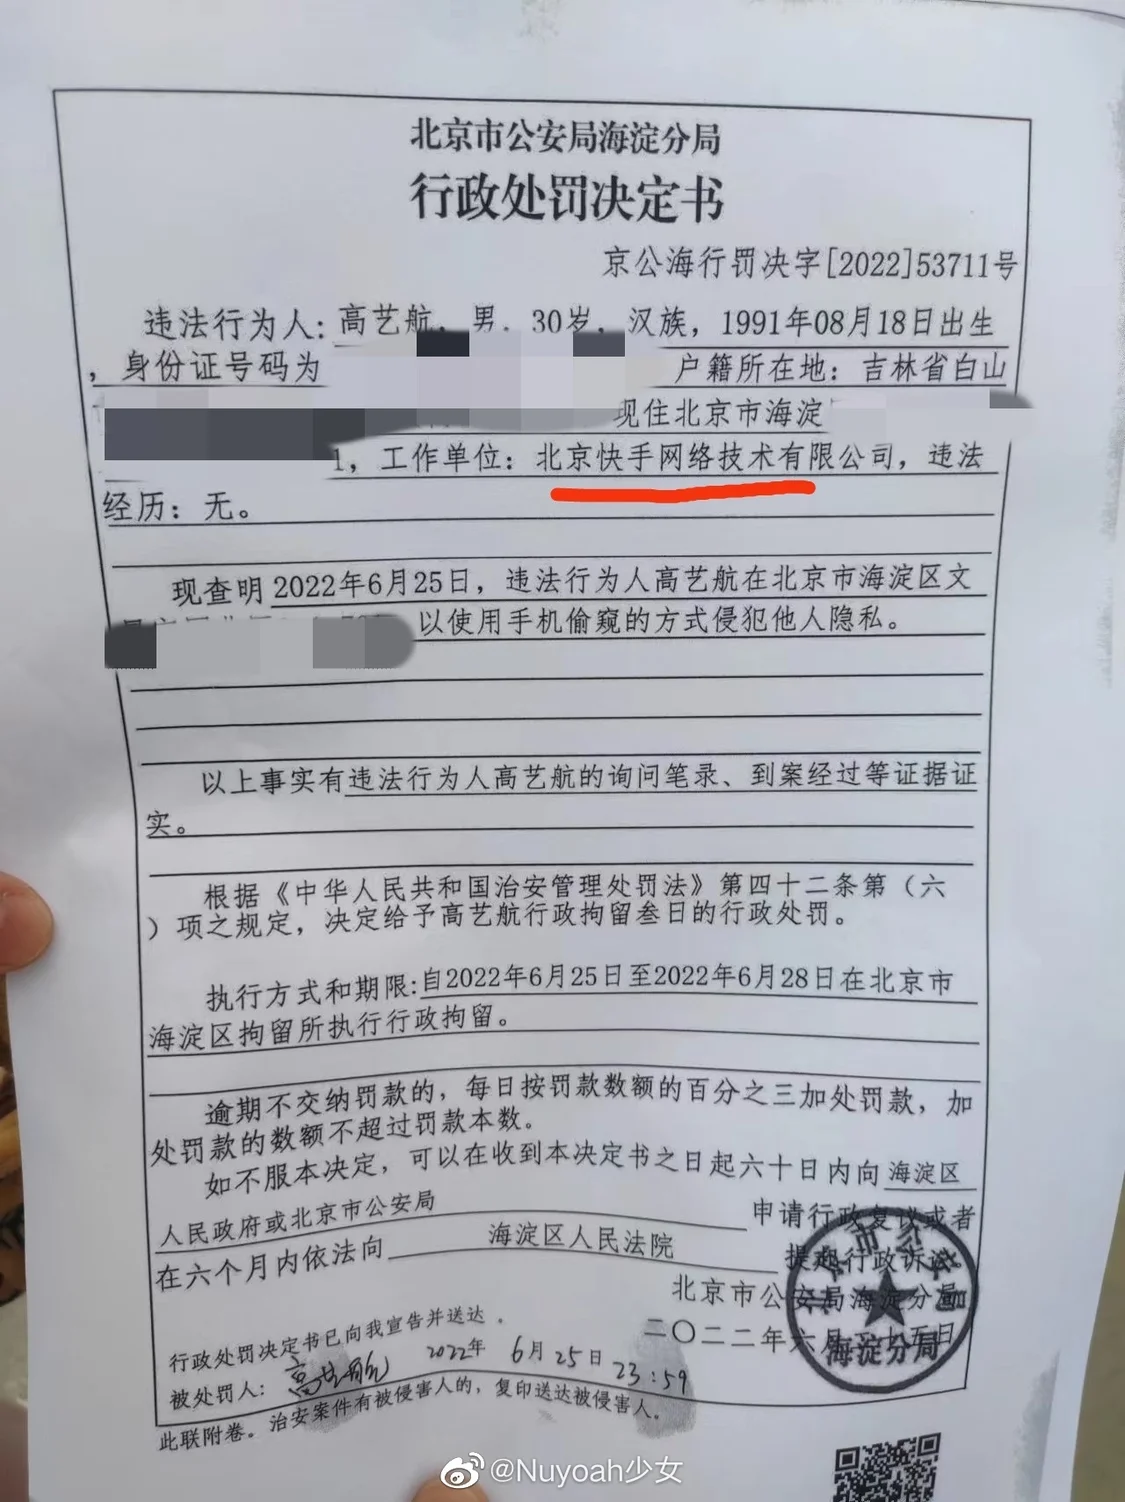 北京市公安局海淀分局
行政处罚决定书
京公海行罚决字[2022]53711号
违法行为人：高艺航，男，30岁，汉族，1991年08月18日出生
，身份证号码为 户籍所在地：吉林省白山
现住北京市海淀
1，工作单位：北京快手网络技术有限公司，违法
经历：无。
现查明2022年6月25日，违法行为人高艺航在北京市海淀区文
以使用手机偷窥的方式侵犯他人隐私。
以上事实有违法行为人高艺航的询问笔录、到案经过等证据证
实。
根据《中华人民共和国治安管理处罚法》第四十二条第（六
）项之规定，决定给予高艺航行政拘留叁日的行政处罚。
执行方式和期限：自2022年6月25日至2022年6月28日在北京市
海淀区拘留所执行行政拘留。
逾期不交纳罚款的，每日按罚款数额的百分之三加处罚款，加
处罚款的数额不超过罚款本数。
如不服本决定，可以在收到本决定书之日起六十日内向海淀区
人民政府或北京市公安局 申请行政复议或者
在六个月内依法向 海淀区人民法院 提起行政诉讼
北京市公安局海淀分局
二〇二二年六月二十五日
海淀分局
行政处罚决定书已向我宣告并送达。
被处罚人：高艺航 2022年6月25日23:59
此联附卷。治安案件有被侵害人的，复印送达被侵害人。
@Nuyoah少女